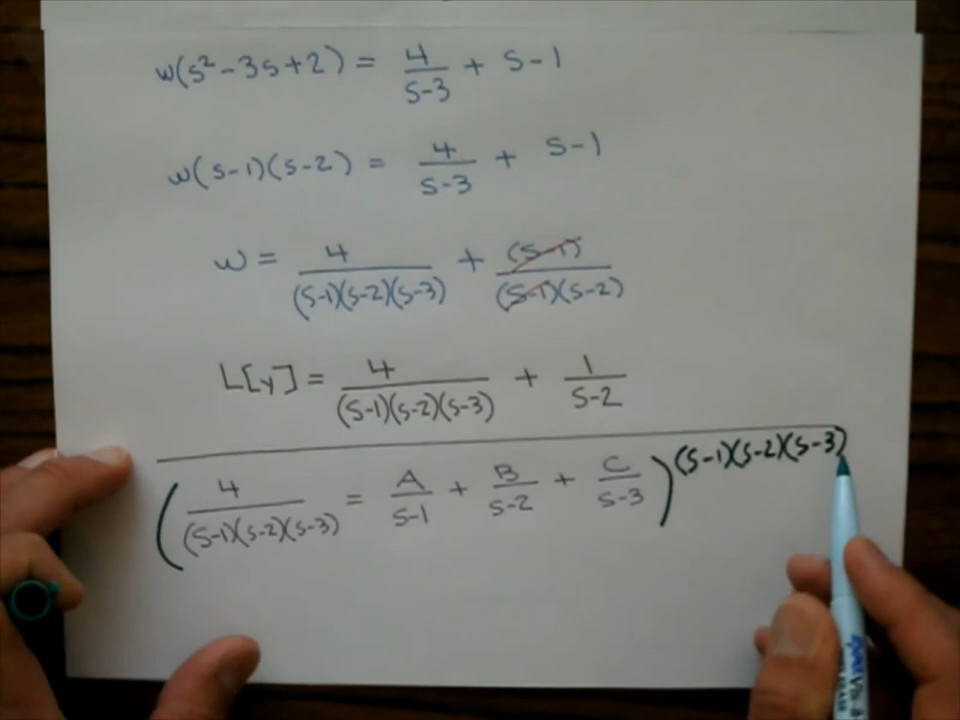 w(s² - 3s + 2) = 4/(s-3) + s - 1
w(s-1)(s-2) = 4/(s-3) + s - 1
w = 4/((s-1)(s-2)(s-3)) + (s-1)/((s-1)(s-2))
L[y] = 4/((s-1)(s-2)(s-3)) + 1/(s-2)
(4/((s-1)(s-2)(s-3)) = A/(s-1) + B/(s-2) + C/(s-3))(s-1)(s-2)(s-3)